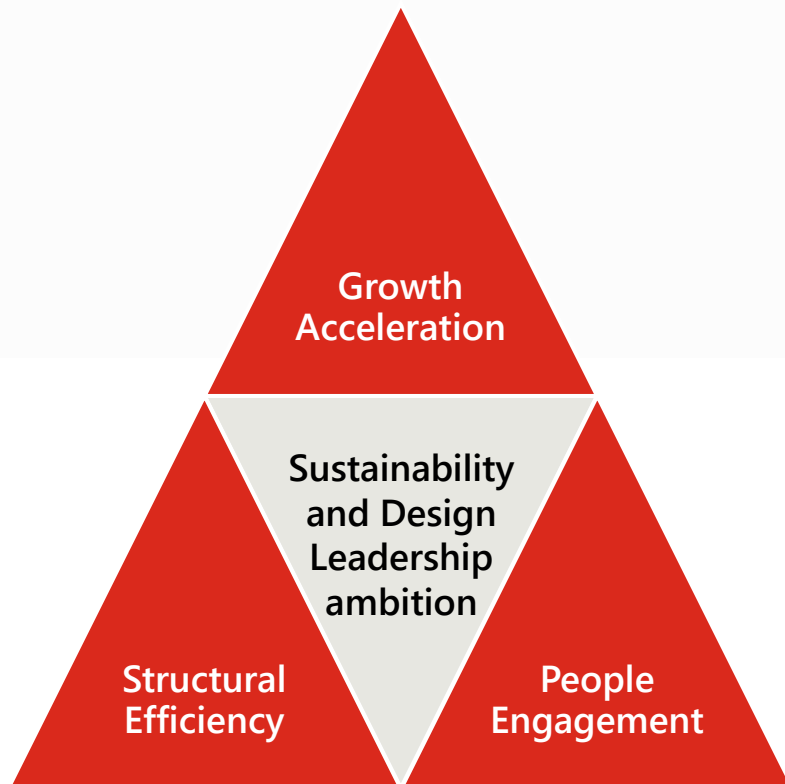 Growth
Acceleration
Sustainability
and Design
Leadership
ambition
Structural
Efficiency
People
Engagement